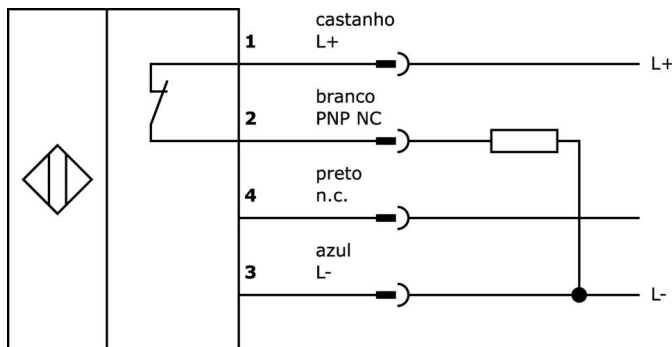 castanho
1 L+
L+
branco
2 PNP NC
preto
4 n.c.
azul
3 L-
L-